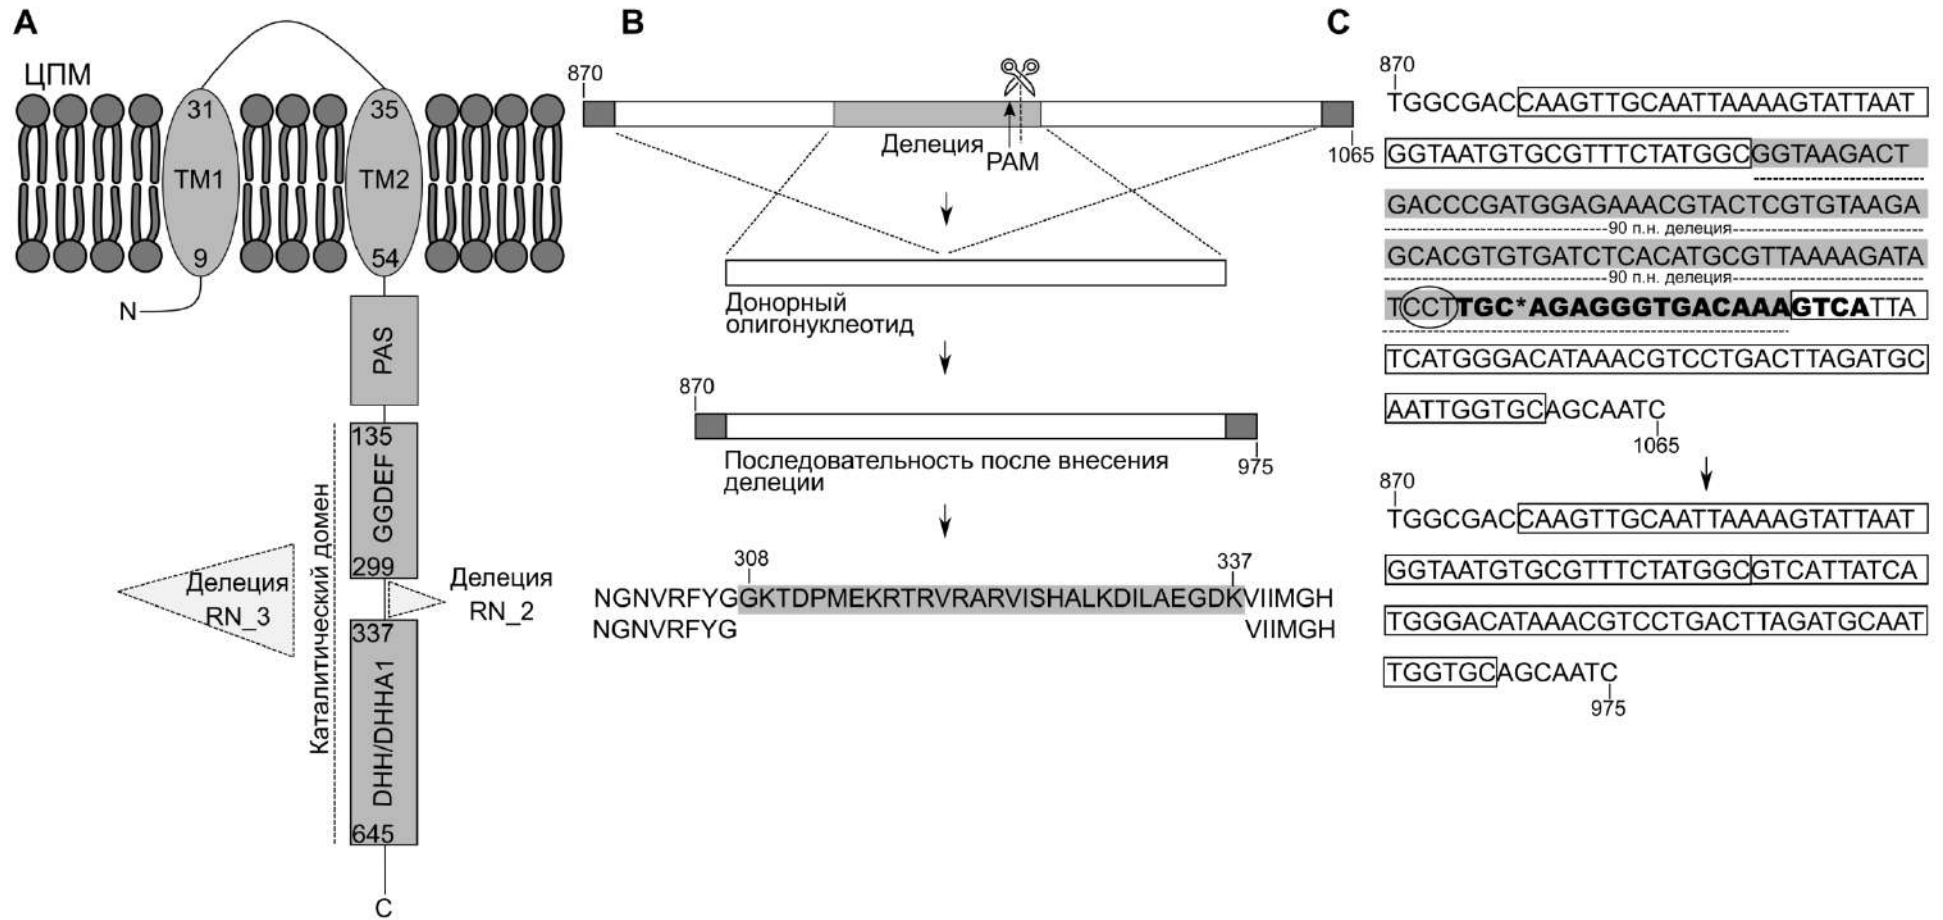 A
ЦПМ
31
35
TM1
TM2
9
54
N
PAS
135
GGDEF
299
Каталитический домен
Делеция
RN_3
Делеция
RN_2
337
DHH/DHHA1
645
C
B
870
Делеция
PAM
1065
Донорный
олигонуклеотид
870
Последовательность после внесения
делеции
975
308
337
NGNVRFYGGKTDPMEKRTRVRARVISHALKDILAEGDKVIIMGH
NGNVRFYG VIIMGH
C
870
TGGCGACCAAGTTGCAATTAAAAGTATTAAT
GGTAATGTGCGTTTCTATGGCGGTAAGACT
GACCCGATGGAGAAACGTACTCGTGTAAGA
90 п.н. делеция
GCACGTGTGATCTCACATGCGTTAAAAGATA
90 п.н. делеция
TCCTTGC*AGAGGGTGACAAAGTCATTA
TCATGGGACATAAACGTCCTGACTTAGATGC
AATTGGTGCAGCAATC
1065
870
TGGCGACCAAGTTGCAATTAAAAGTATTAAT
GGTAATGTGCGTTTCTATGGCGTCATTATCA
TGGGACATAAACGTCCTGACTTAGATGCAAT
TGGTGCAGCAATC
975